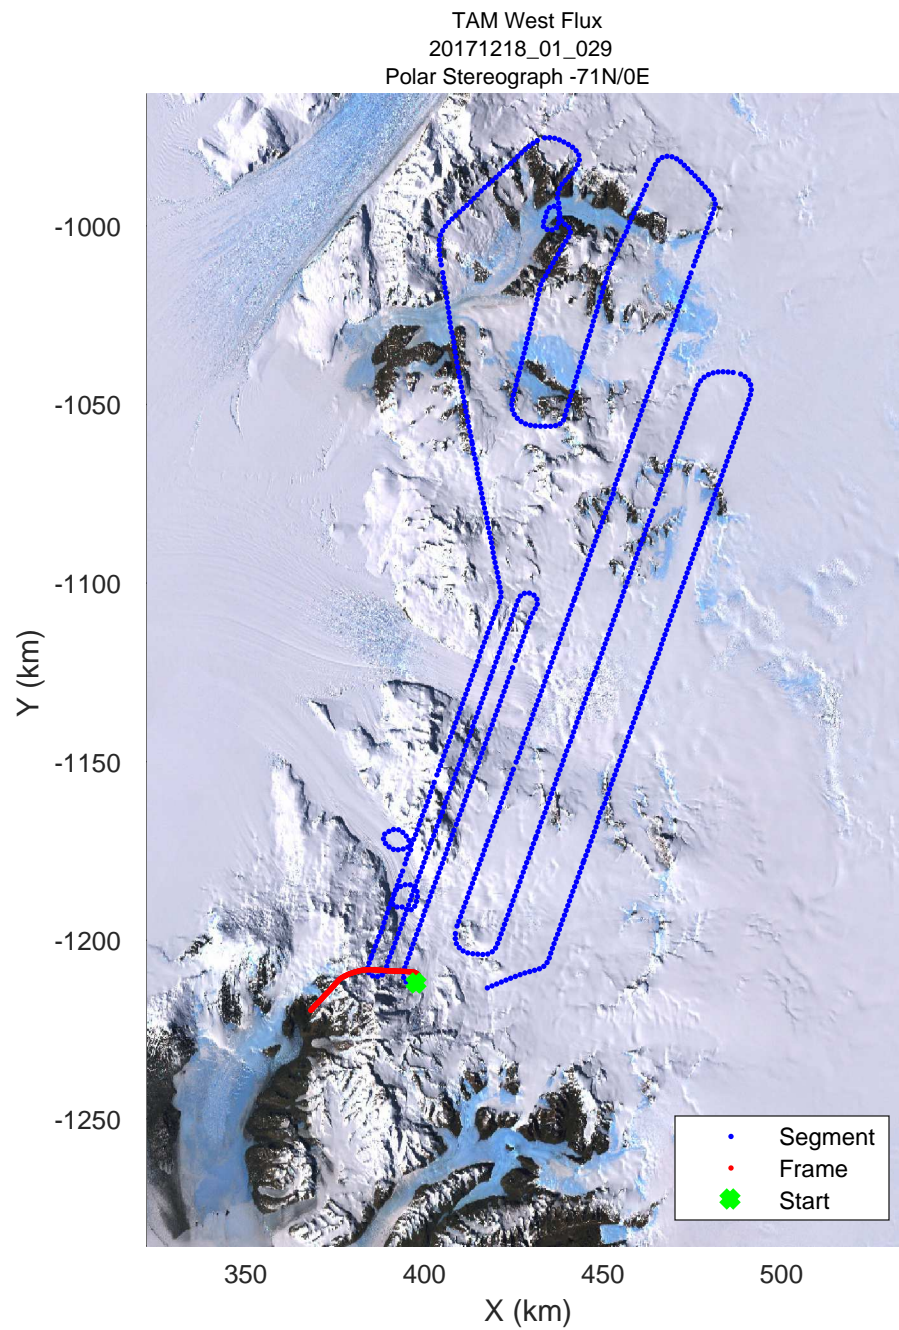 TAM West Flux
20171218_01_029
Polar Stereograph -71N/0E
-1000
-1050
-1100
-1150
-1200
-1250
Y (km)
350
400
450
500
X (km)
Segment
Frame
Start